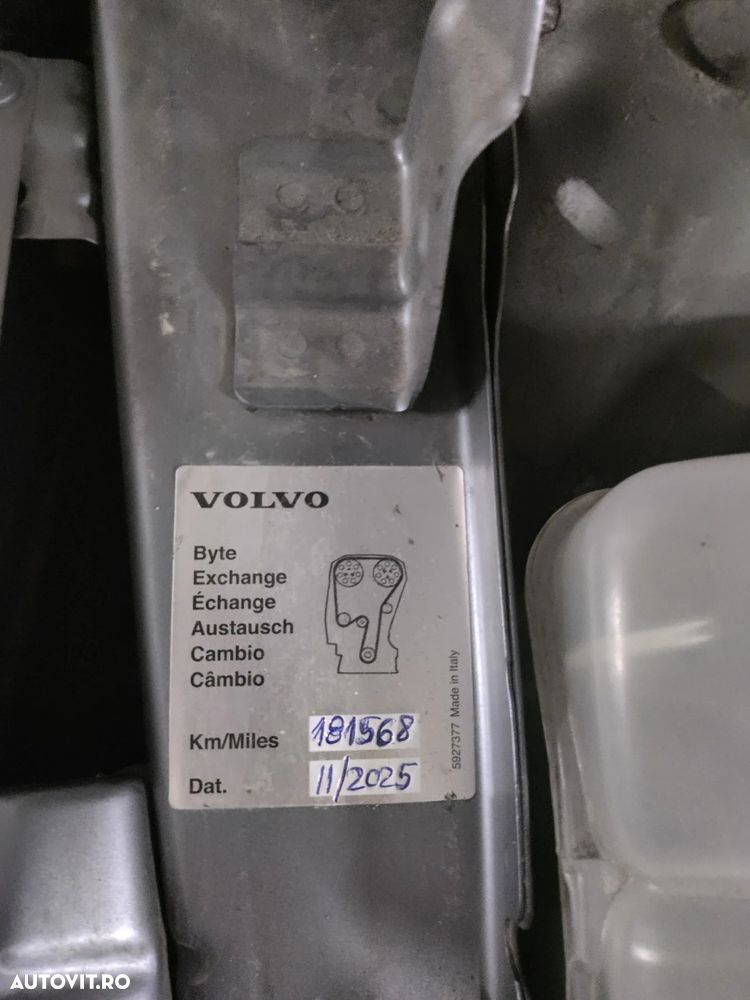 VOLVO
Byte
Exchange
Échange
Austausch
Cambio
Câmbio
Km/Miles 181568
Dat. 11/2025
5927377 Made in Italy
AUTOVIT.RO